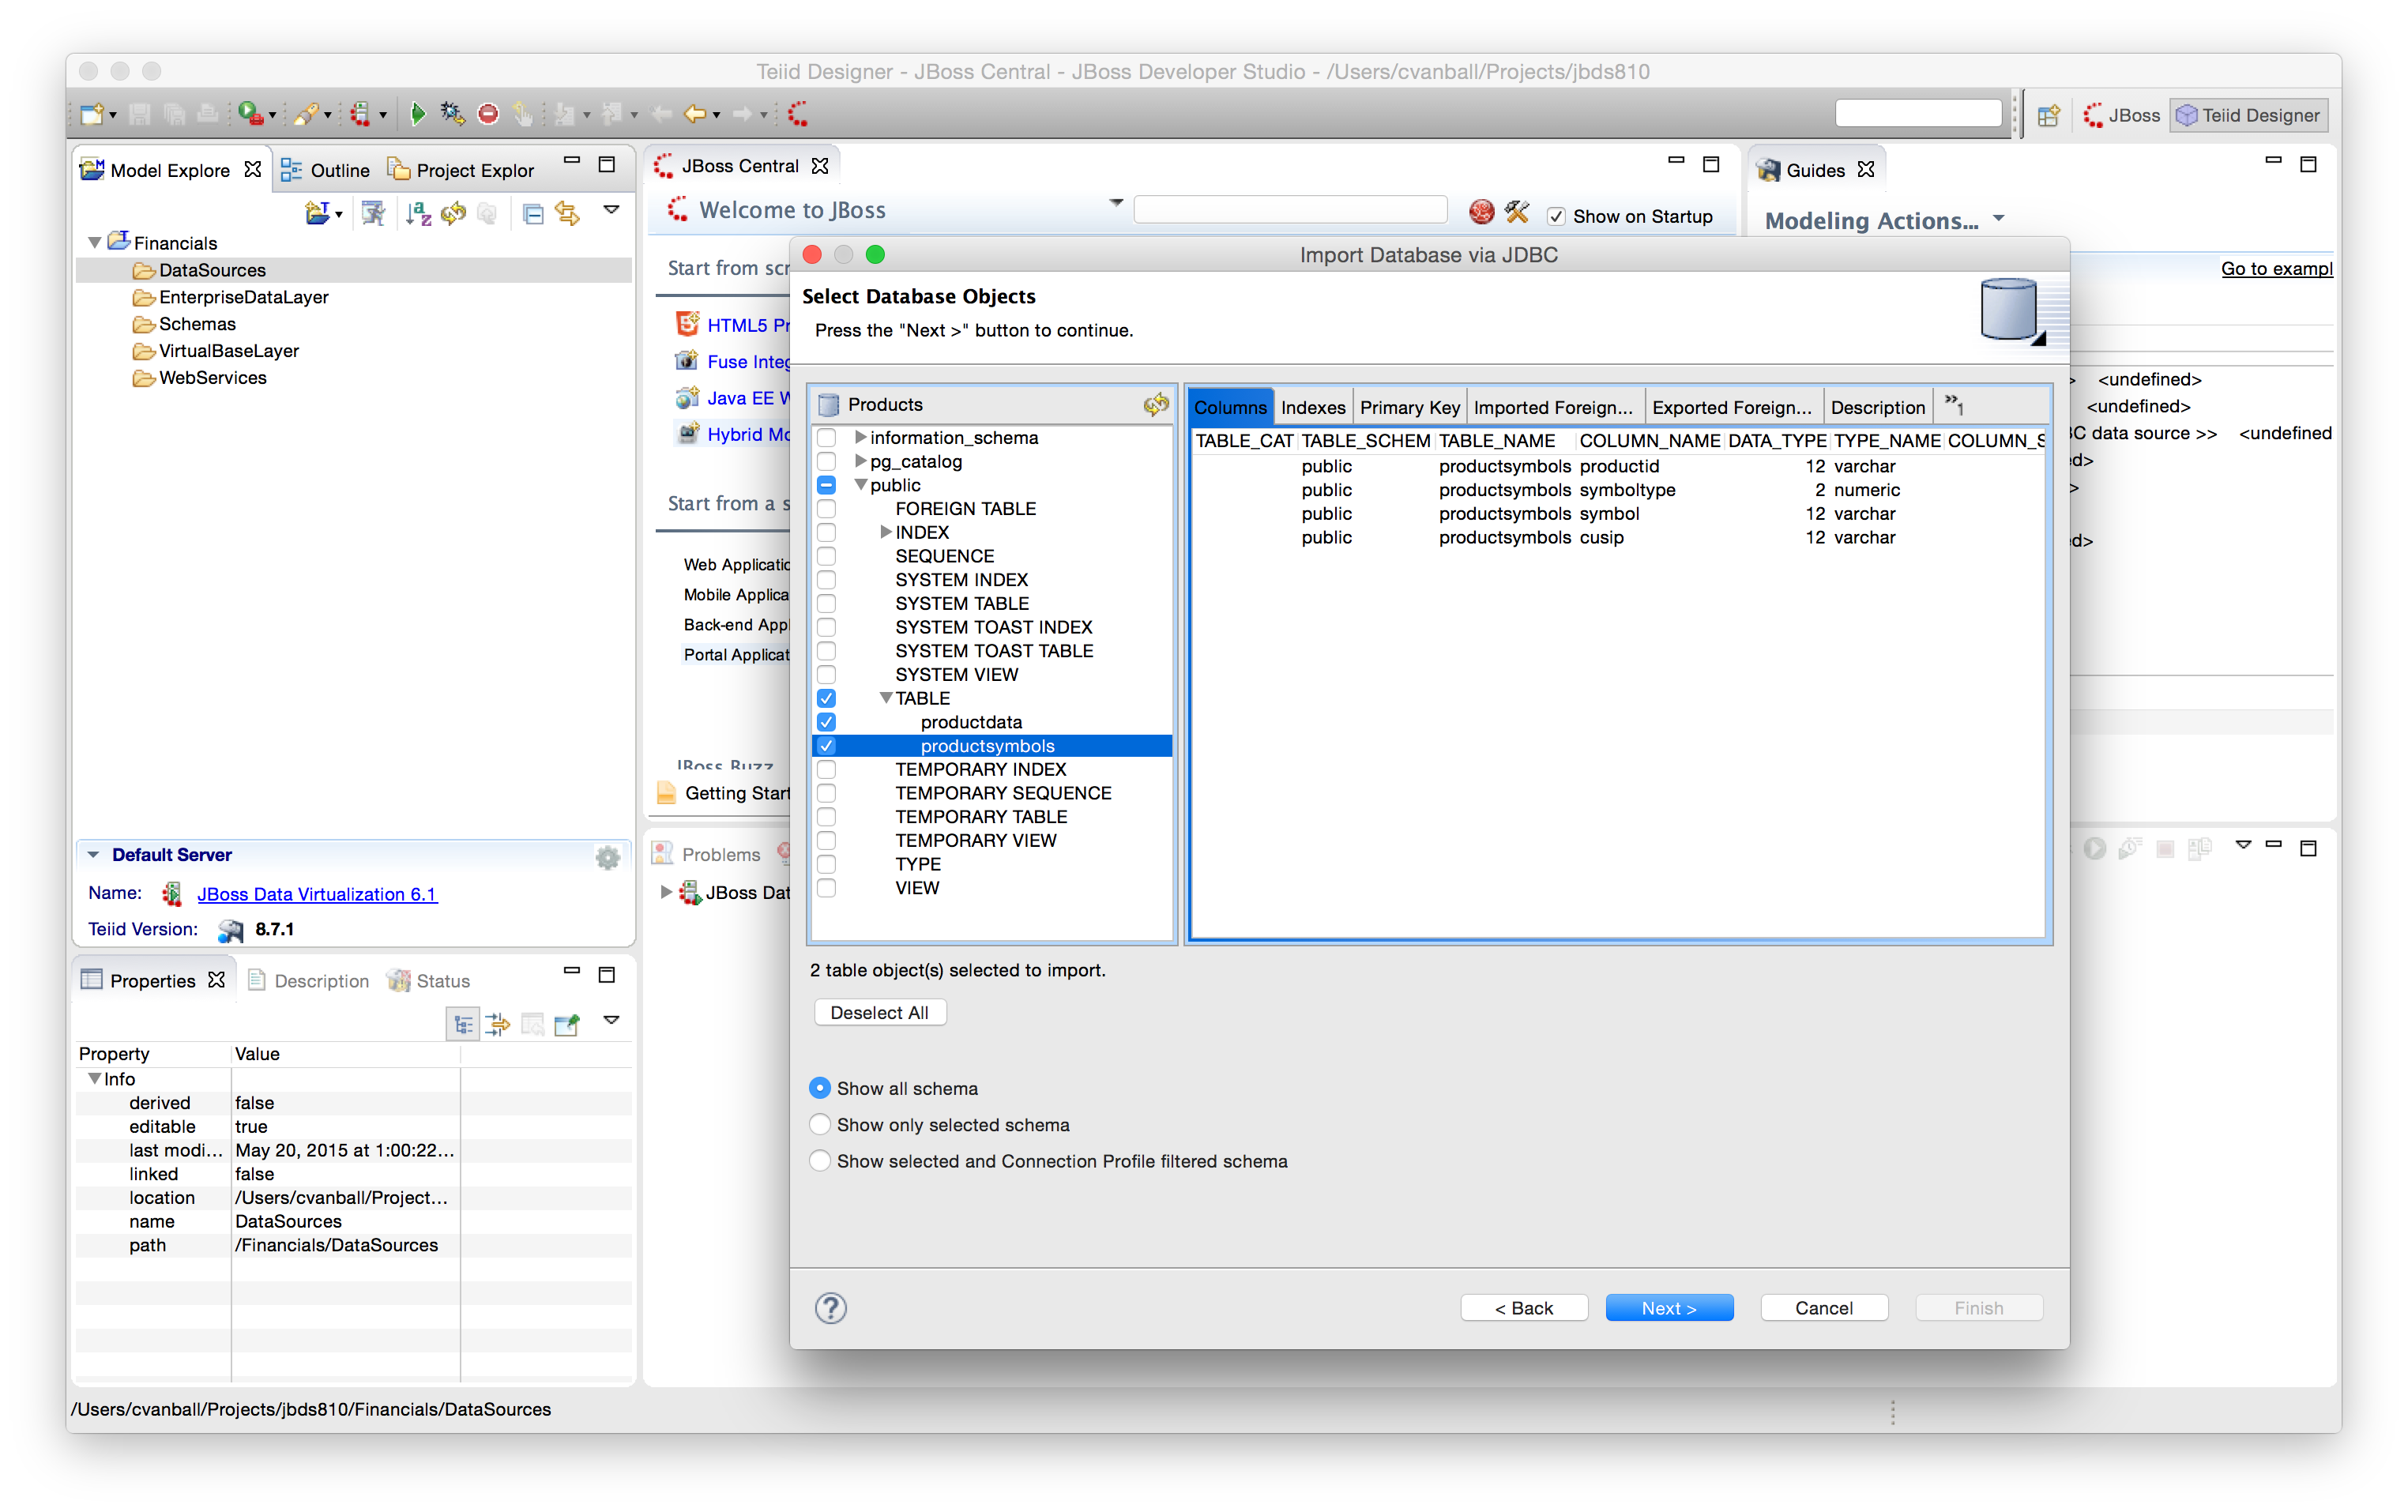 Teiid Designer - JBoss Central - JBoss Developer Studio - /Users/cvanball/Projects/jbds810
JBoss
Teiid Designer
Model Explore
Outline
Project Explor
Financials
DataSources
EnterpriseDataLayer
Schemas
VirtualBaseLayer
WebServices
Default Server
Name: JBoss Data Virtualization 6.1
Teiid Version: 8.7.1
Properties
Description
Status
Property Value
Info
derived false
editable true
last modi... May 20, 2015 at 1:00:22...
linked false
location /Users/cvanball/Project...
name DataSources
path /Financials/DataSources
/Users/cvanball/Projects/jbds810/Financials/DataSources
JBoss Central
Welcome to JBoss
Show on Startup
Start from scr
HTML5 Pr
Fuse Integ
Java EE W
Hybrid Mo
Start from a s
Web Applicatio
Mobile Applica
Back-end Appl
Portal Applicat
JBoss Buzz
Getting Start
Problems
JBoss Dat
Guides
Modeling Actions...
Go to exampl
> <undefined>
<undefined>
BC data source >> <undefined
ed>
>
ed>
Import Database via JDBC
Select Database Objects
Press the "Next >" button to continue.
Products
information_schema
pg_catalog
public
FOREIGN TABLE
INDEX
SEQUENCE
SYSTEM INDEX
SYSTEM TABLE
SYSTEM TOAST INDEX
SYSTEM TOAST TABLE
SYSTEM VIEW
TABLE
productdata
productsymbols
TEMPORARY INDEX
TEMPORARY SEQUENCE
TEMPORARY TABLE
TEMPORARY VIEW
TYPE
VIEW
Columns Indexes Primary Key Imported Foreign... Exported Foreign... Description »1
TABLE_CAT TABLE_SCHEM TABLE_NAME COLUMN_NAME DATA_TYPE TYPE_NAME COLUMN_S
public productsymbols productid 12 varchar
public productsymbols symboltype 2 numeric
public productsymbols symbol 12 varchar
public productsymbols cusip 12 varchar
2 table object(s) selected to import.
Deselect All
Show all schema
Show only selected schema
Show selected and Connection Profile filtered schema
?
< Back
Next >
Cancel
Finish